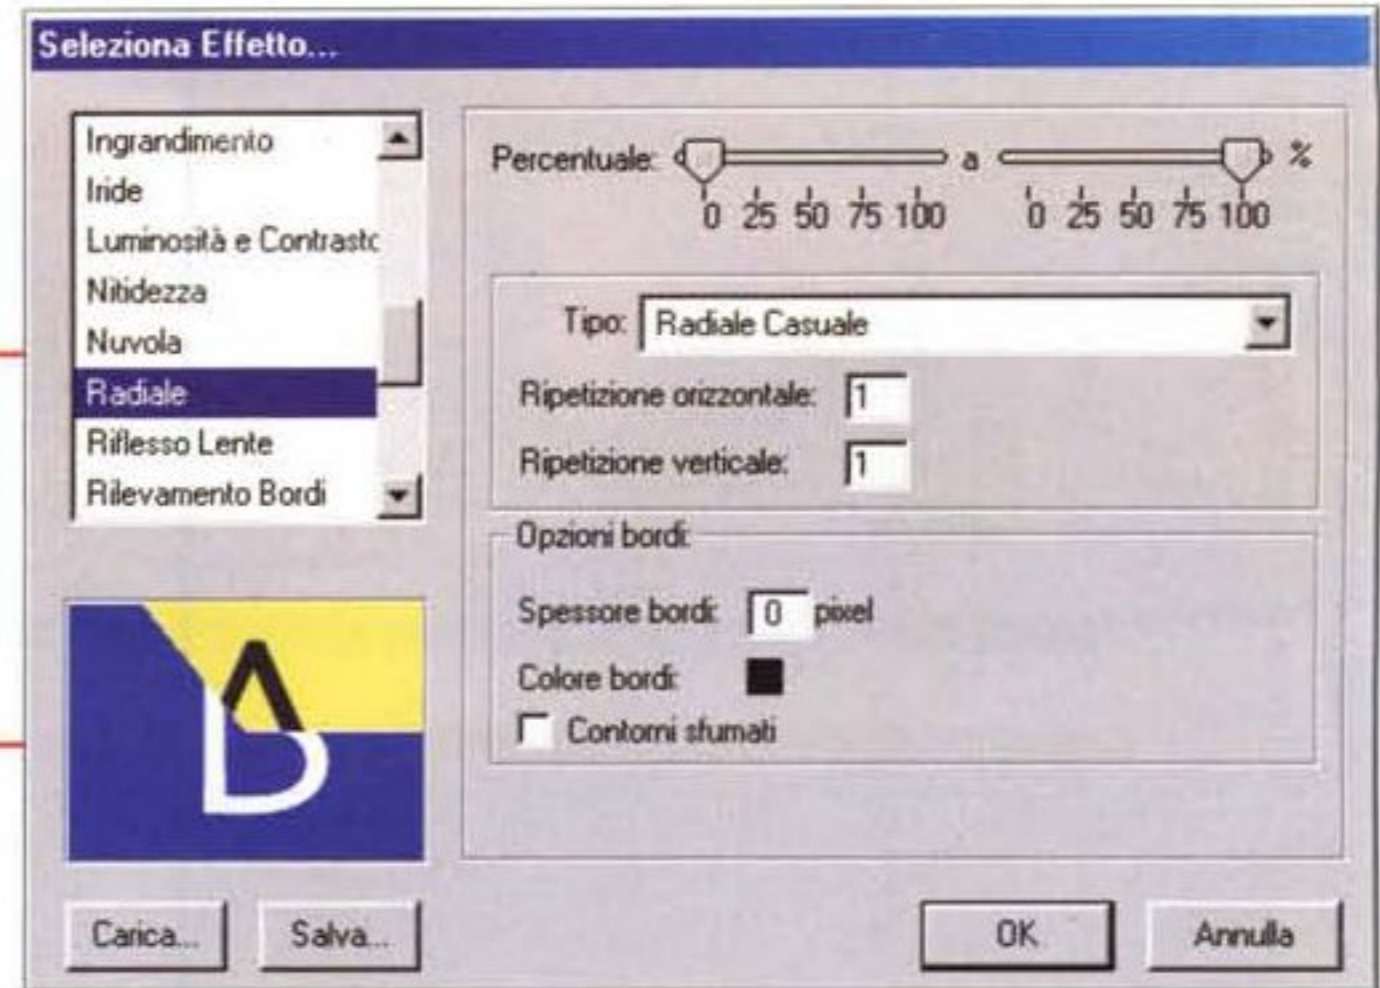 Seleziona Effetto...
Ingrandimento
Iride
Luminosità e Contrasto
Nitidezza
Nuvola
Radiale
Riflesso Lente
Rilevamento Bordi
Percentuale: a %
0 25 50 75 100 0 25 50 75 100
Tipo: Radiale Casuale
Ripetizione orizzontale: 1
Ripetizione verticale: 1
Opzioni bordi:
Spessore bordi: 0 pixel
Colore bordi:
Contorni sfumati
A
B
Carica... Salva... OK Annulla